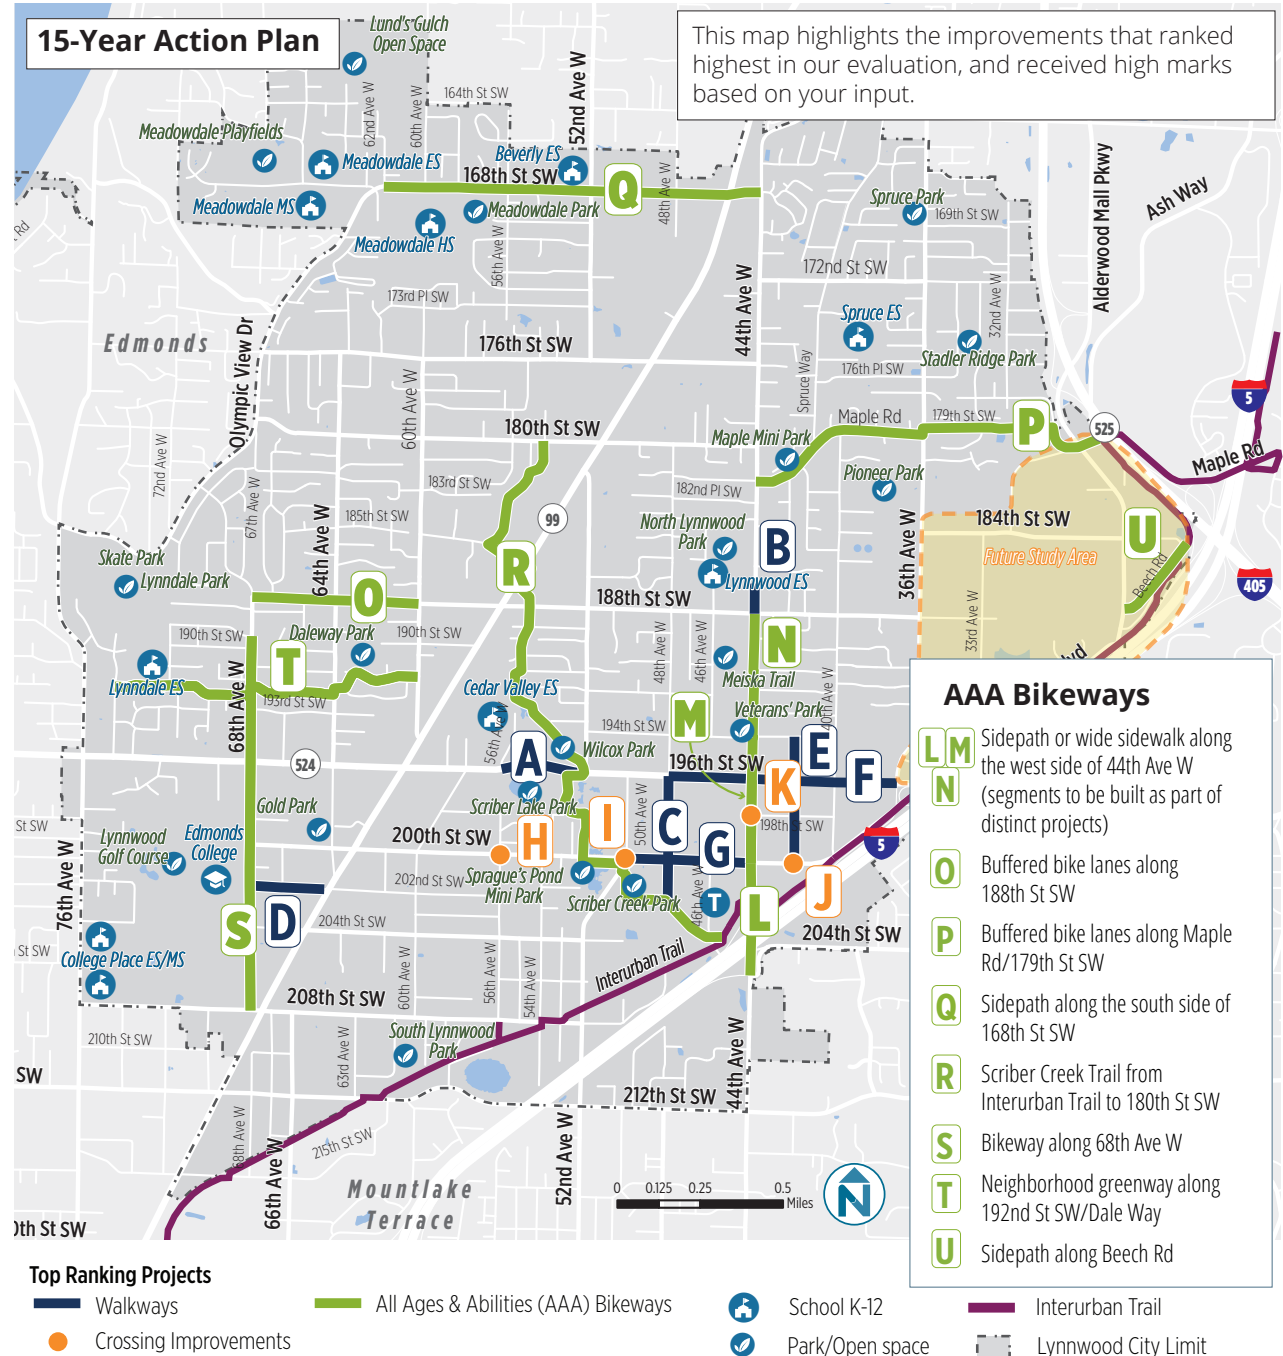 15-Year Action Plan
This map highlights the improvements that ranked
highest in our evaluation, and received high marks
based on your input.
Lund's Gulch
Open Space
62nd Ave W
60th Ave W
164th St SW
52nd Ave W
Meadowdale Playfields
Meadowdale ES
Beverly ES
168th St SW
Q
48th Ave W
Meadowdale MS
Meadowdale Park
Meadowdale HS
56th Ave W
Spruce Park
169th St SW
Alderwood Mall Pkwy
Ash Way
Rd
172nd St SW
173rd Pl SW
44th Ave W
32nd Ave W
Spruce ES
Edmonds
Olympic View Dr
176th St SW
Spruce Way
176th Pl SW
Stadler Ridge Park
60th Ave W
5
Maple Rd
179th St SW
P
525
180th St SW
Maple Mini Park
Maple Rd
72nd Ave W
67th Ave W
183rd St SW
182nd Pl SW
Pioneer Park
185th St SW
99
64th Ave W
North Lynnwood
Park
B
36th Ave W
184th St SW
U
Future Study Area
Skate Park
Lynndale Park
R
Lynnwood ES
Beech Rd
405
O
188th St SW
190th St SW
Daleway Park
190th St SW
48th Ave W
46th Ave W
N
33rd Ave W
T
Lynndale ES
193rd St SW
68th Ave W
Cedar Valley ES
Meiska Trail
40th Ave W
M
Veterans' Park
194th St SW
56th Ave W
A
Wilcox Park
524
196th St SW
E
F
K
Gold Park
Scriber Lake Park
50th Ave W
St SW
Lynnwood
Golf Course
Edmonds
College
200th St SW
H
I
C
198th St SW
G
5
76th Ave W
202nd St SW
Sprague's Pond
Mini Park
Scriber Creek Park
46th Ave W
T
J
S
D
204th St SW
L
204th St SW
St SW
College Place ES/MS
60th Ave W
56th Ave W
54th Ave W
Interurban Trail
208th St SW
210th St SW
63rd Ave W
South Lynnwood
Park
44th Ave W
SW
212th St SW
68th Ave W
66th Ave W
215th St SW
52nd Ave W
Mountlake
Terrace
0 0.125 0.25 0.5
Miles
N
AAA Bikeways
L M N
Sidepath or wide sidewalk along
the west side of 44th Ave W
(segments to be built as part of
distinct projects)
O
Buffered bike lanes along
188th St SW
P
Buffered bike lanes along Maple
Rd/179th St SW
Q
Sidepath along the south side of
168th St SW
R
Scriber Creek Trail from
Interurban Trail to 180th St SW
S
Bikeway along 68th Ave W
T
Neighborhood greenway along
192nd St SW/Dale Way
U
Sidepath along Beech Rd
Top Ranking Projects
Walkways
All Ages & Abilities (AAA) Bikeways
School K-12
Interurban Trail
Crossing Improvements
Park/Open space
Lynnwood City Limit